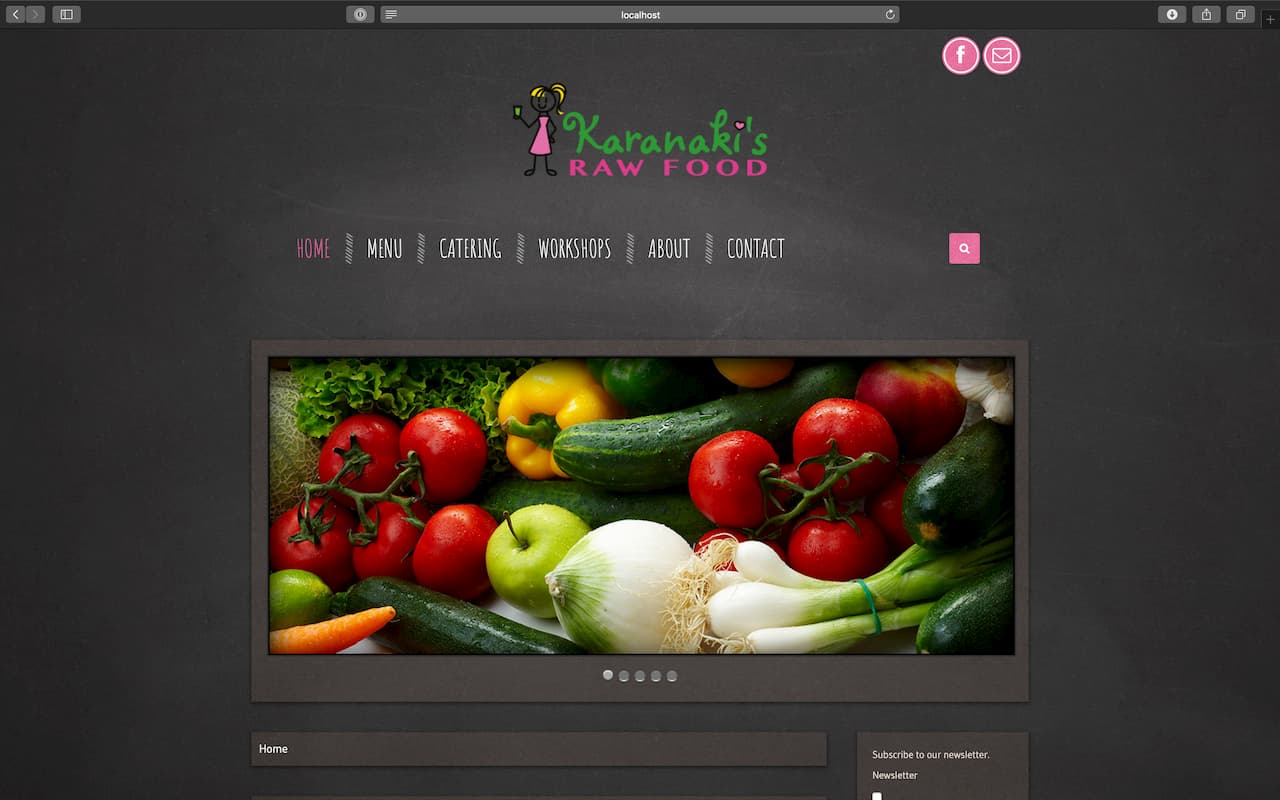 localhost
Karanaki's
RAW FOOD
HOME MENU CATERING WORKSHOPS ABOUT CONTACT
Home
Subscribe to our newsletter.
Newsletter